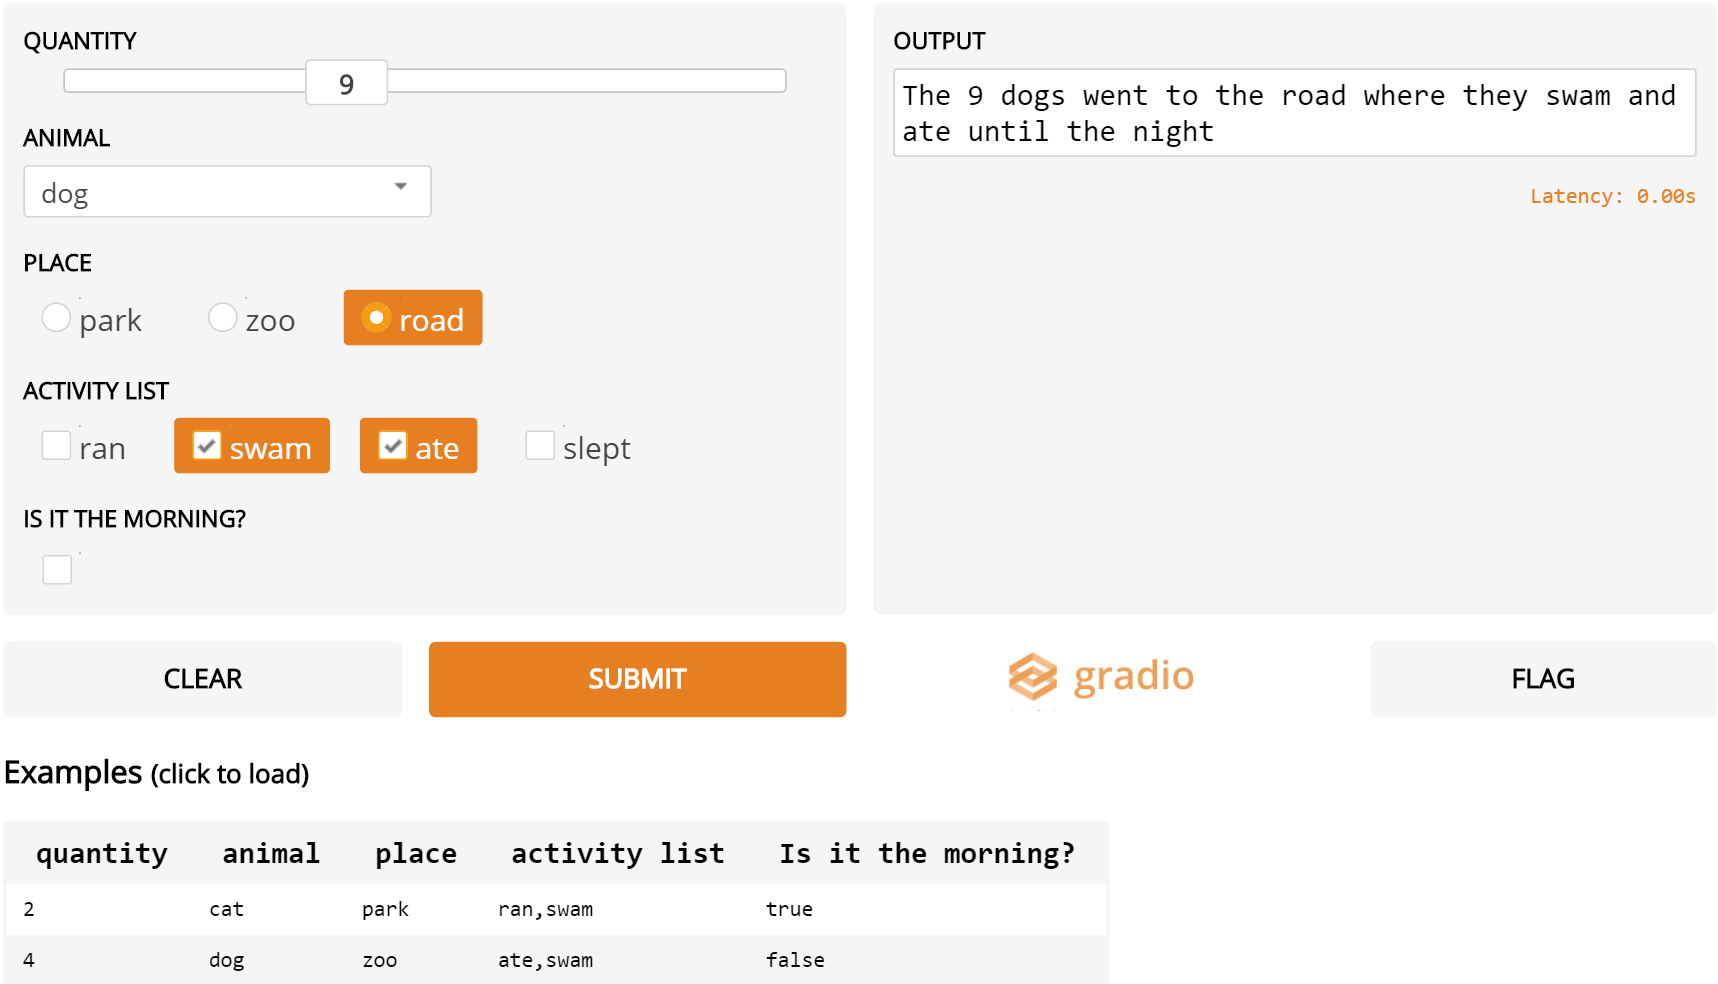 QUANTITY
9
ANIMAL
dog
PLACE
park zoo road
ACTIVITY LIST
ran swam ate slept
IS IT THE MORNING?
CLEAR SUBMIT
OUTPUT
The 9 dogs went to the road where they swam and
ate until the night
Latency: 0.00s
gradio FLAG
Examples (click to load)
quantity animal place activity list Is it the morning?
2 cat park ran,swam true
4 dog zoo ate,swam false